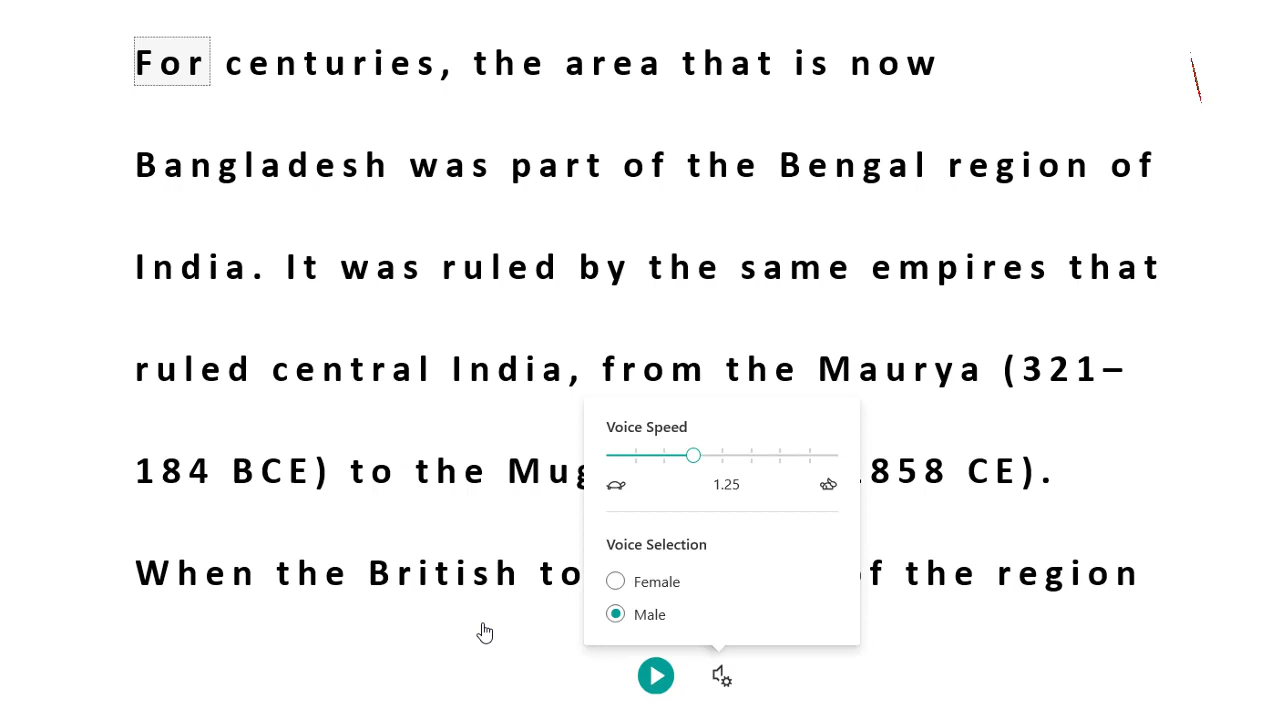 For centuries, the area that is now
Bangladesh was part of the Bengal region of
India. It was ruled by the same empires that
ruled central India, from the Maurya (321–
184 BCE) to the 858 CE).
When the British of the region
Voice Speed
1.25
Voice Selection
Female
Male